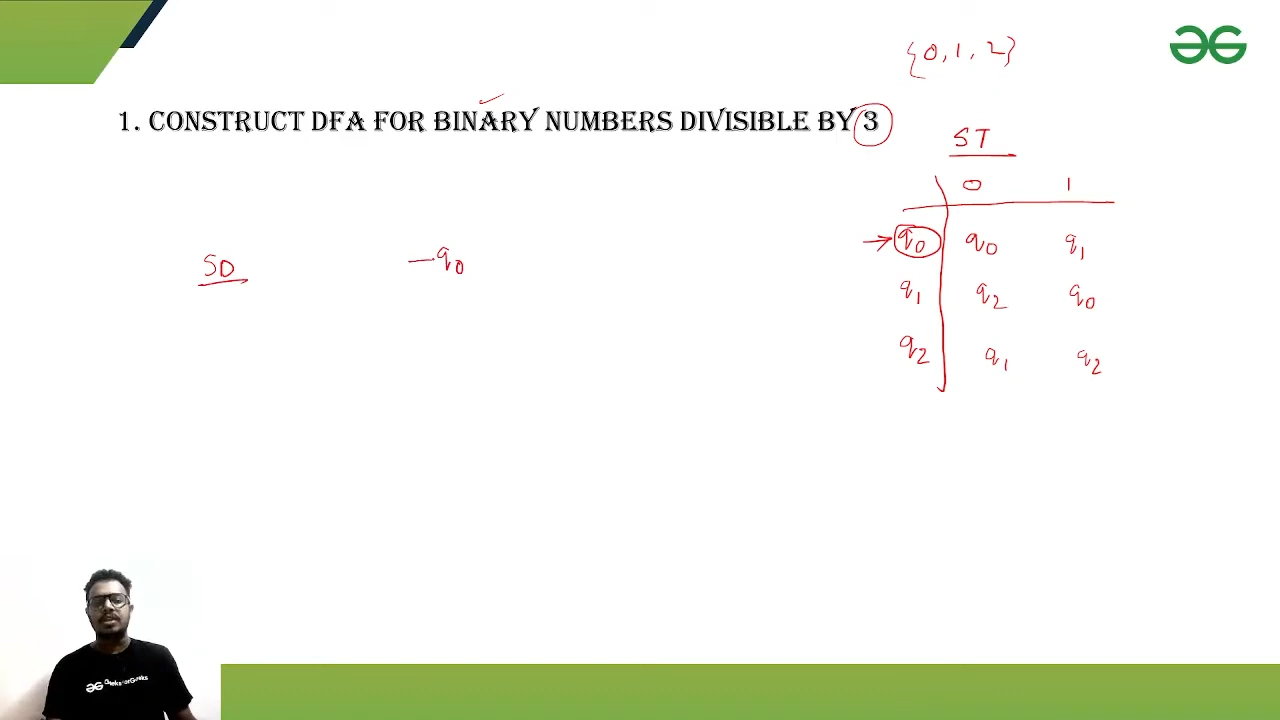 {0, 1, 2}
1. CONSTRUCT DFA FOR BINARY NUMBERS DIVISIBLE BY 3
ST
0 1
q0 q0 q1
q1 q2 q0
q2 q1 q2
SD
q0
GeeksforGeeks